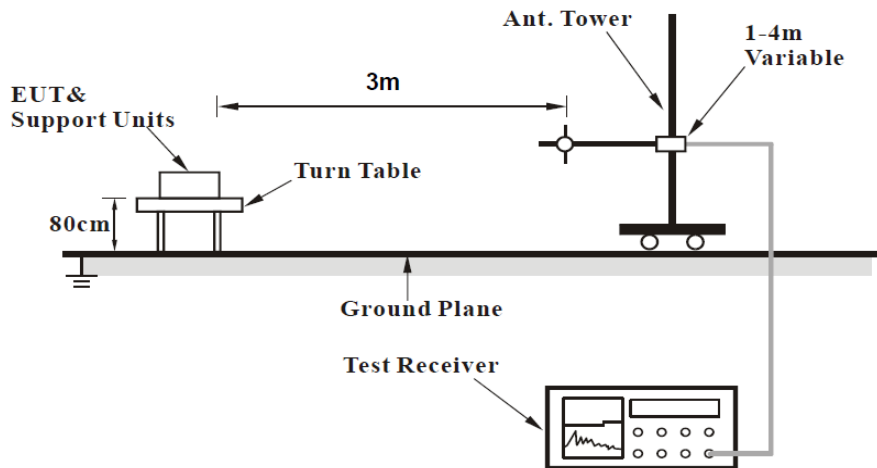 Ant. Tower
1-4m
Variable
3m
EUT&
Support Units
Turn Table
80cm
Ground Plane
Test Receiver